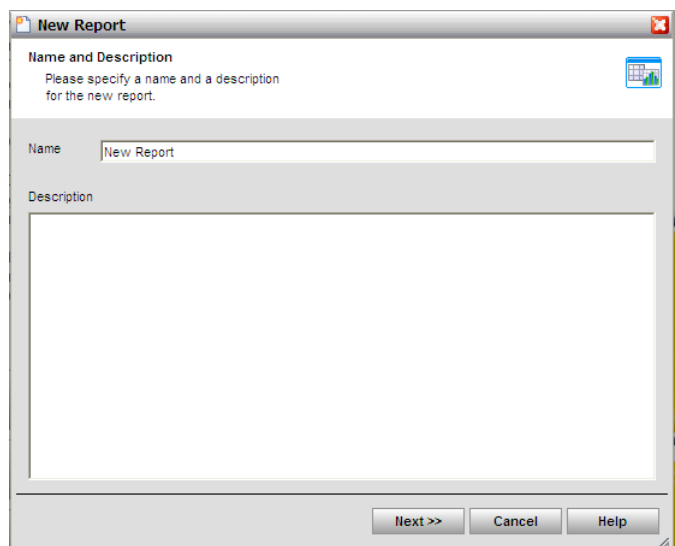 New Report
Name and Description
Please specify a name and a description
for the new report.
Name
New Report
Description
Next >>
Cancel
Help